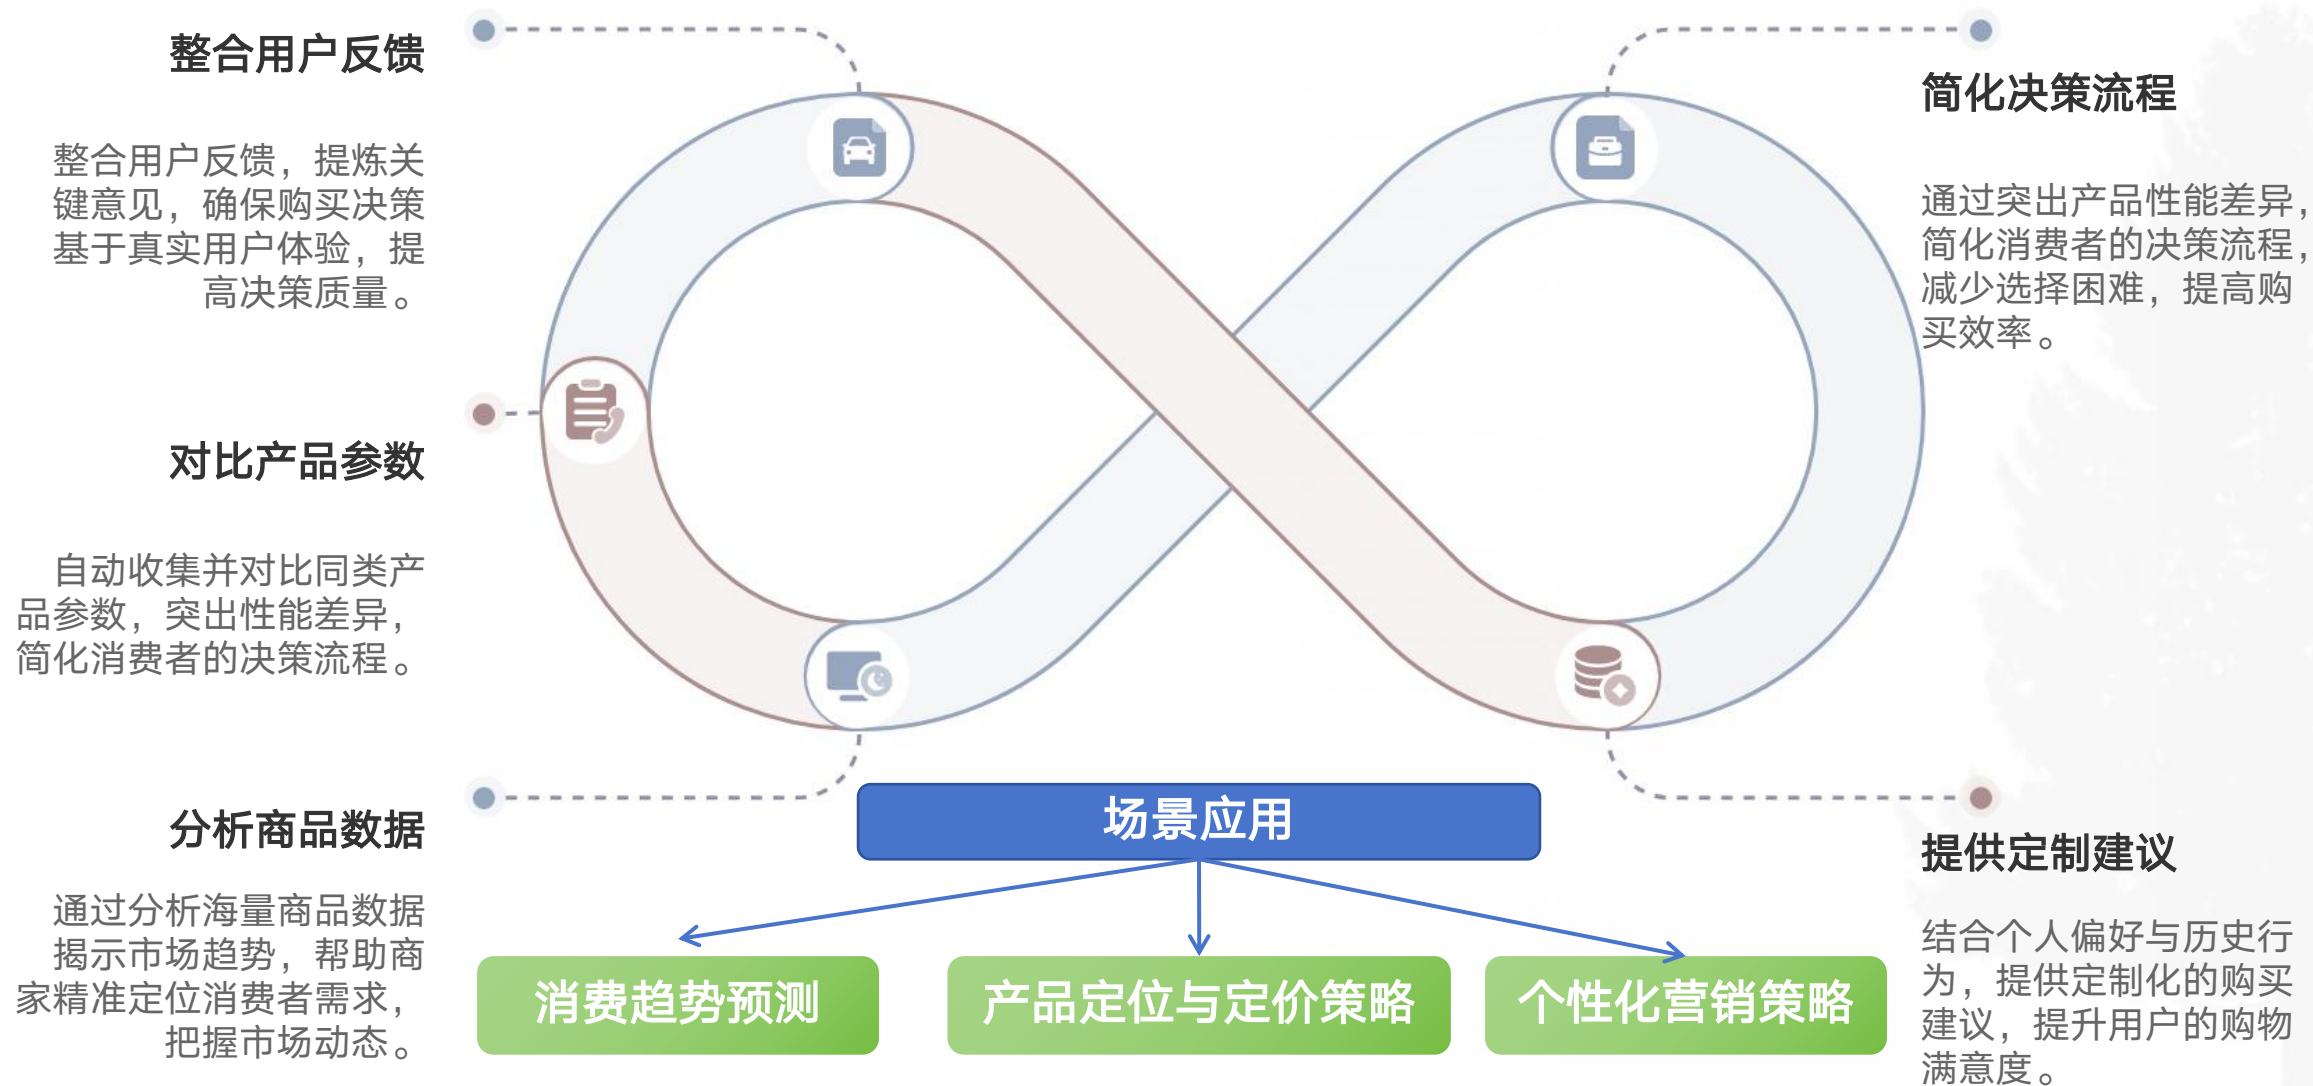 整合用户反馈
整合用户反馈，提炼关
键意见，确保购买决策
基于真实用户体验，提
高决策质量。
对比产品参数
自动收集并对比同类产
品参数，突出性能差异，
简化消费者的决策流程。
分析商品数据
通过分析海量商品数据
揭示市场趋势，帮助商
家精准定位消费者需求，
把握市场动态。
简化决策流程
通过突出产品性能差异，
简化消费者的决策流程，
减少选择困难，提高购
买效率。
提供定制建议
结合个人偏好与历史行
为，提供定制化的购买
建议，提升用户的购物
满意度。
场景应用
消费趋势预测
产品定位与定价策略
个性化营销策略